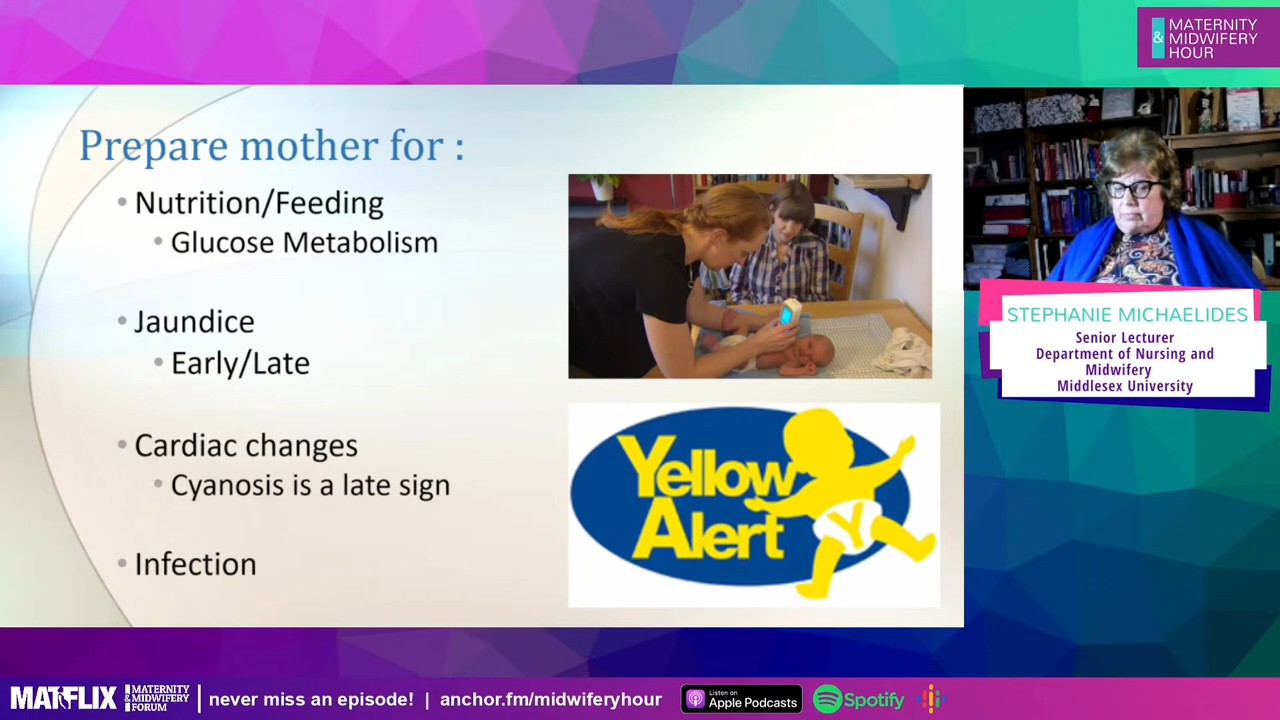 MATERNITY
& MIDWIFERY
HOUR
Prepare mother for :
• Nutrition/Feeding
• Glucose Metabolism
• Jaundice
• Early/Late
• Cardiac changes
• Cyanosis is a late sign
• Infection
Yellow
Alert
Y
STEPHANIE MICHAELIDES
Senior Lecturer
Department of Nursing and
Midwifery
Middlesex University
MATFLIX
MATERNITY
& MIDWIFERY
FORUM
never miss an episode! | anchor.fm/midwiferyhour
Listen on
Apple Podcasts
Spotify